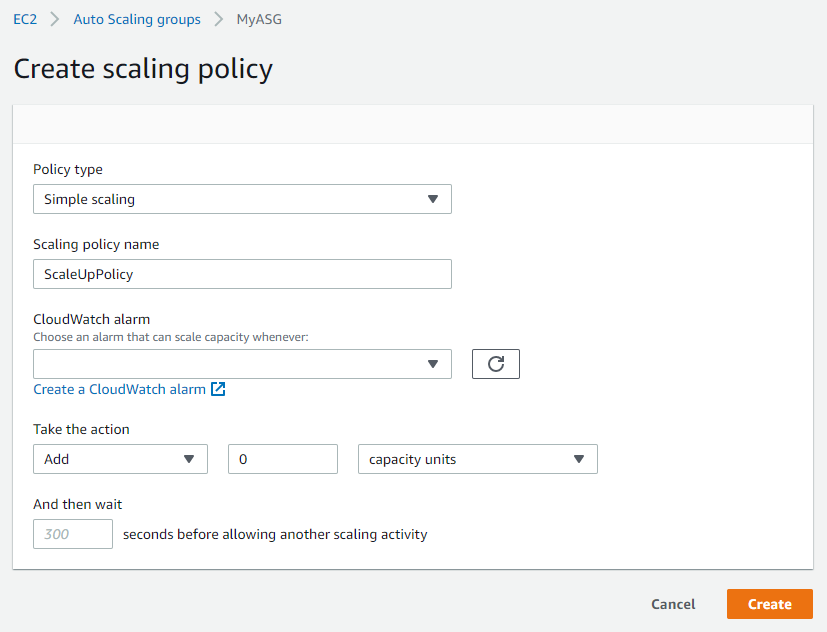 EC2 > Auto Scaling groups > MyASG
Create scaling policy
Policy type
Simple scaling
Scaling policy name
ScaleUpPolicy
CloudWatch alarm
Choose an alarm that can scale capacity whenever:
Create a CloudWatch alarm
Take the action
Add 0 capacity units
And then wait
300 seconds before allowing another scaling activity
Cancel Create